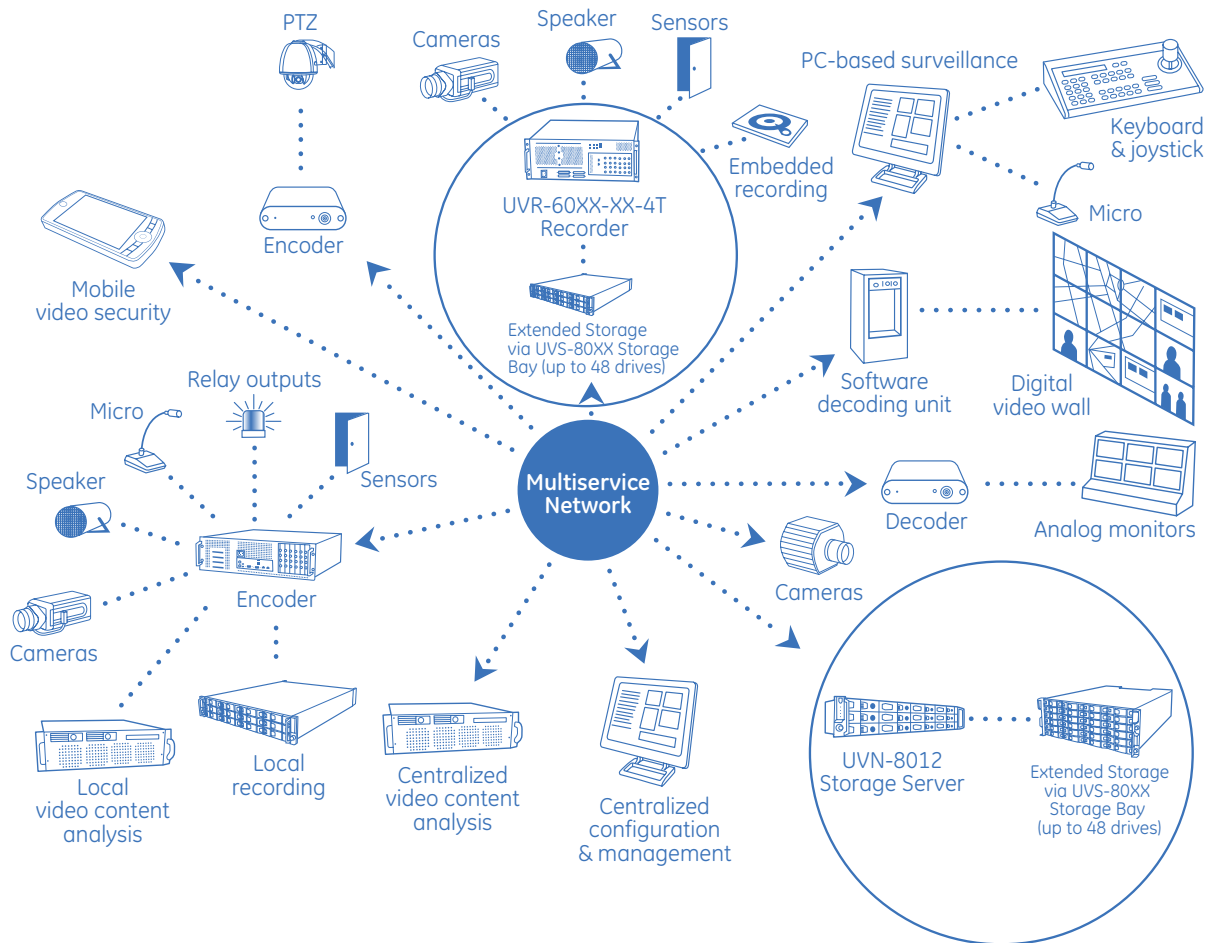 PTZ
Cameras
Speaker
Sensors
PC-based surveillance
Keyboard
& joystick
Embedded
recording
UVR-60XX-XX-4T
Recorder
Micro
Encoder
Mobile
video security
Extended Storage
via UVS-80XX Storage
Bay (up to 48 drives)
Software
decoding unit
Digital
video wall
Relay outputs
Micro
Speaker
Sensors
Multiservice
Network
Decoder
Analog monitors
Cameras
Encoder
Cameras
Local
video content
analysis
Local
recording
Centralized
video content
analysis
Centralized
configuration
& management
UVN-8012
Storage Server
Extended Storage
via UVS-80XX
Storage Bay
(up to 48 drives)